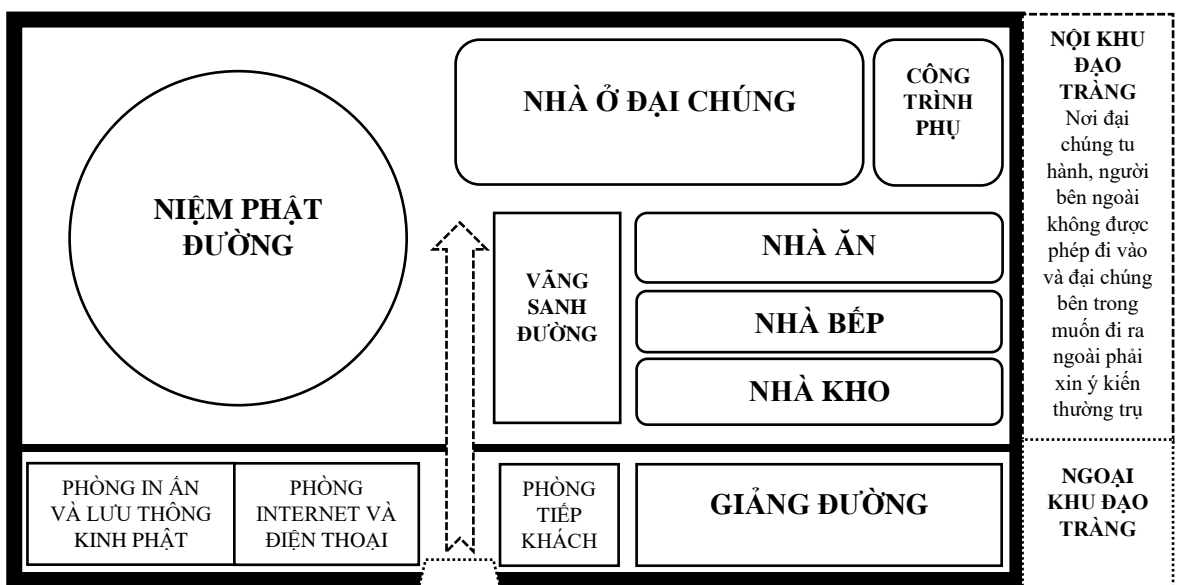 NIỆM PHẬT
ĐƯỜNG
NHÀ Ở ĐẠI CHÚNG
CÔNG
TRÌNH
PHỤ
VÃNG
SANH
ĐƯỜNG
NHÀ ĂN
NHÀ BẾP
NHÀ KHO
NỘI KHU
ĐẠO
TRÀNG
Nơi đại
chúng tu
hành, người
bên ngoài
không được
phép đi vào
và đại chúng
bên trong
muốn đi ra
ngoài phải
xin ý kiến
thường trụ
PHÒNG IN ẤN
VÀ LƯU THÔNG
KINH PHẬT
PHÒNG
INTERNET VÀ
ĐIỆN THOẠI
PHÒNG
TIẾP
KHÁCH
GIẢNG ĐƯỜNG
NGOẠI
KHU ĐẠO
TRÀNG